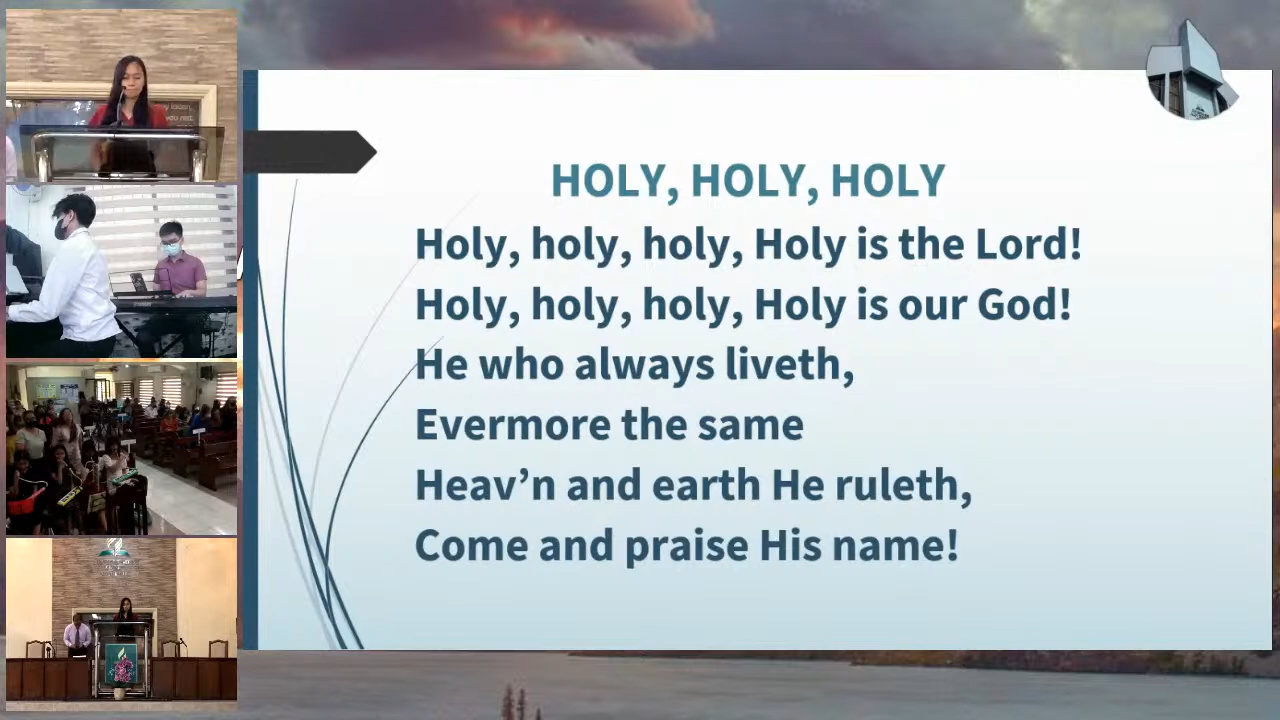 HOLY, HOLY, HOLY
Holy, holy, holy, Holy is the Lord!
Holy, holy, holy, Holy is our God!
He who always liveth,
Evermore the same
Heav’n and earth He ruleth,
Come and praise His name!